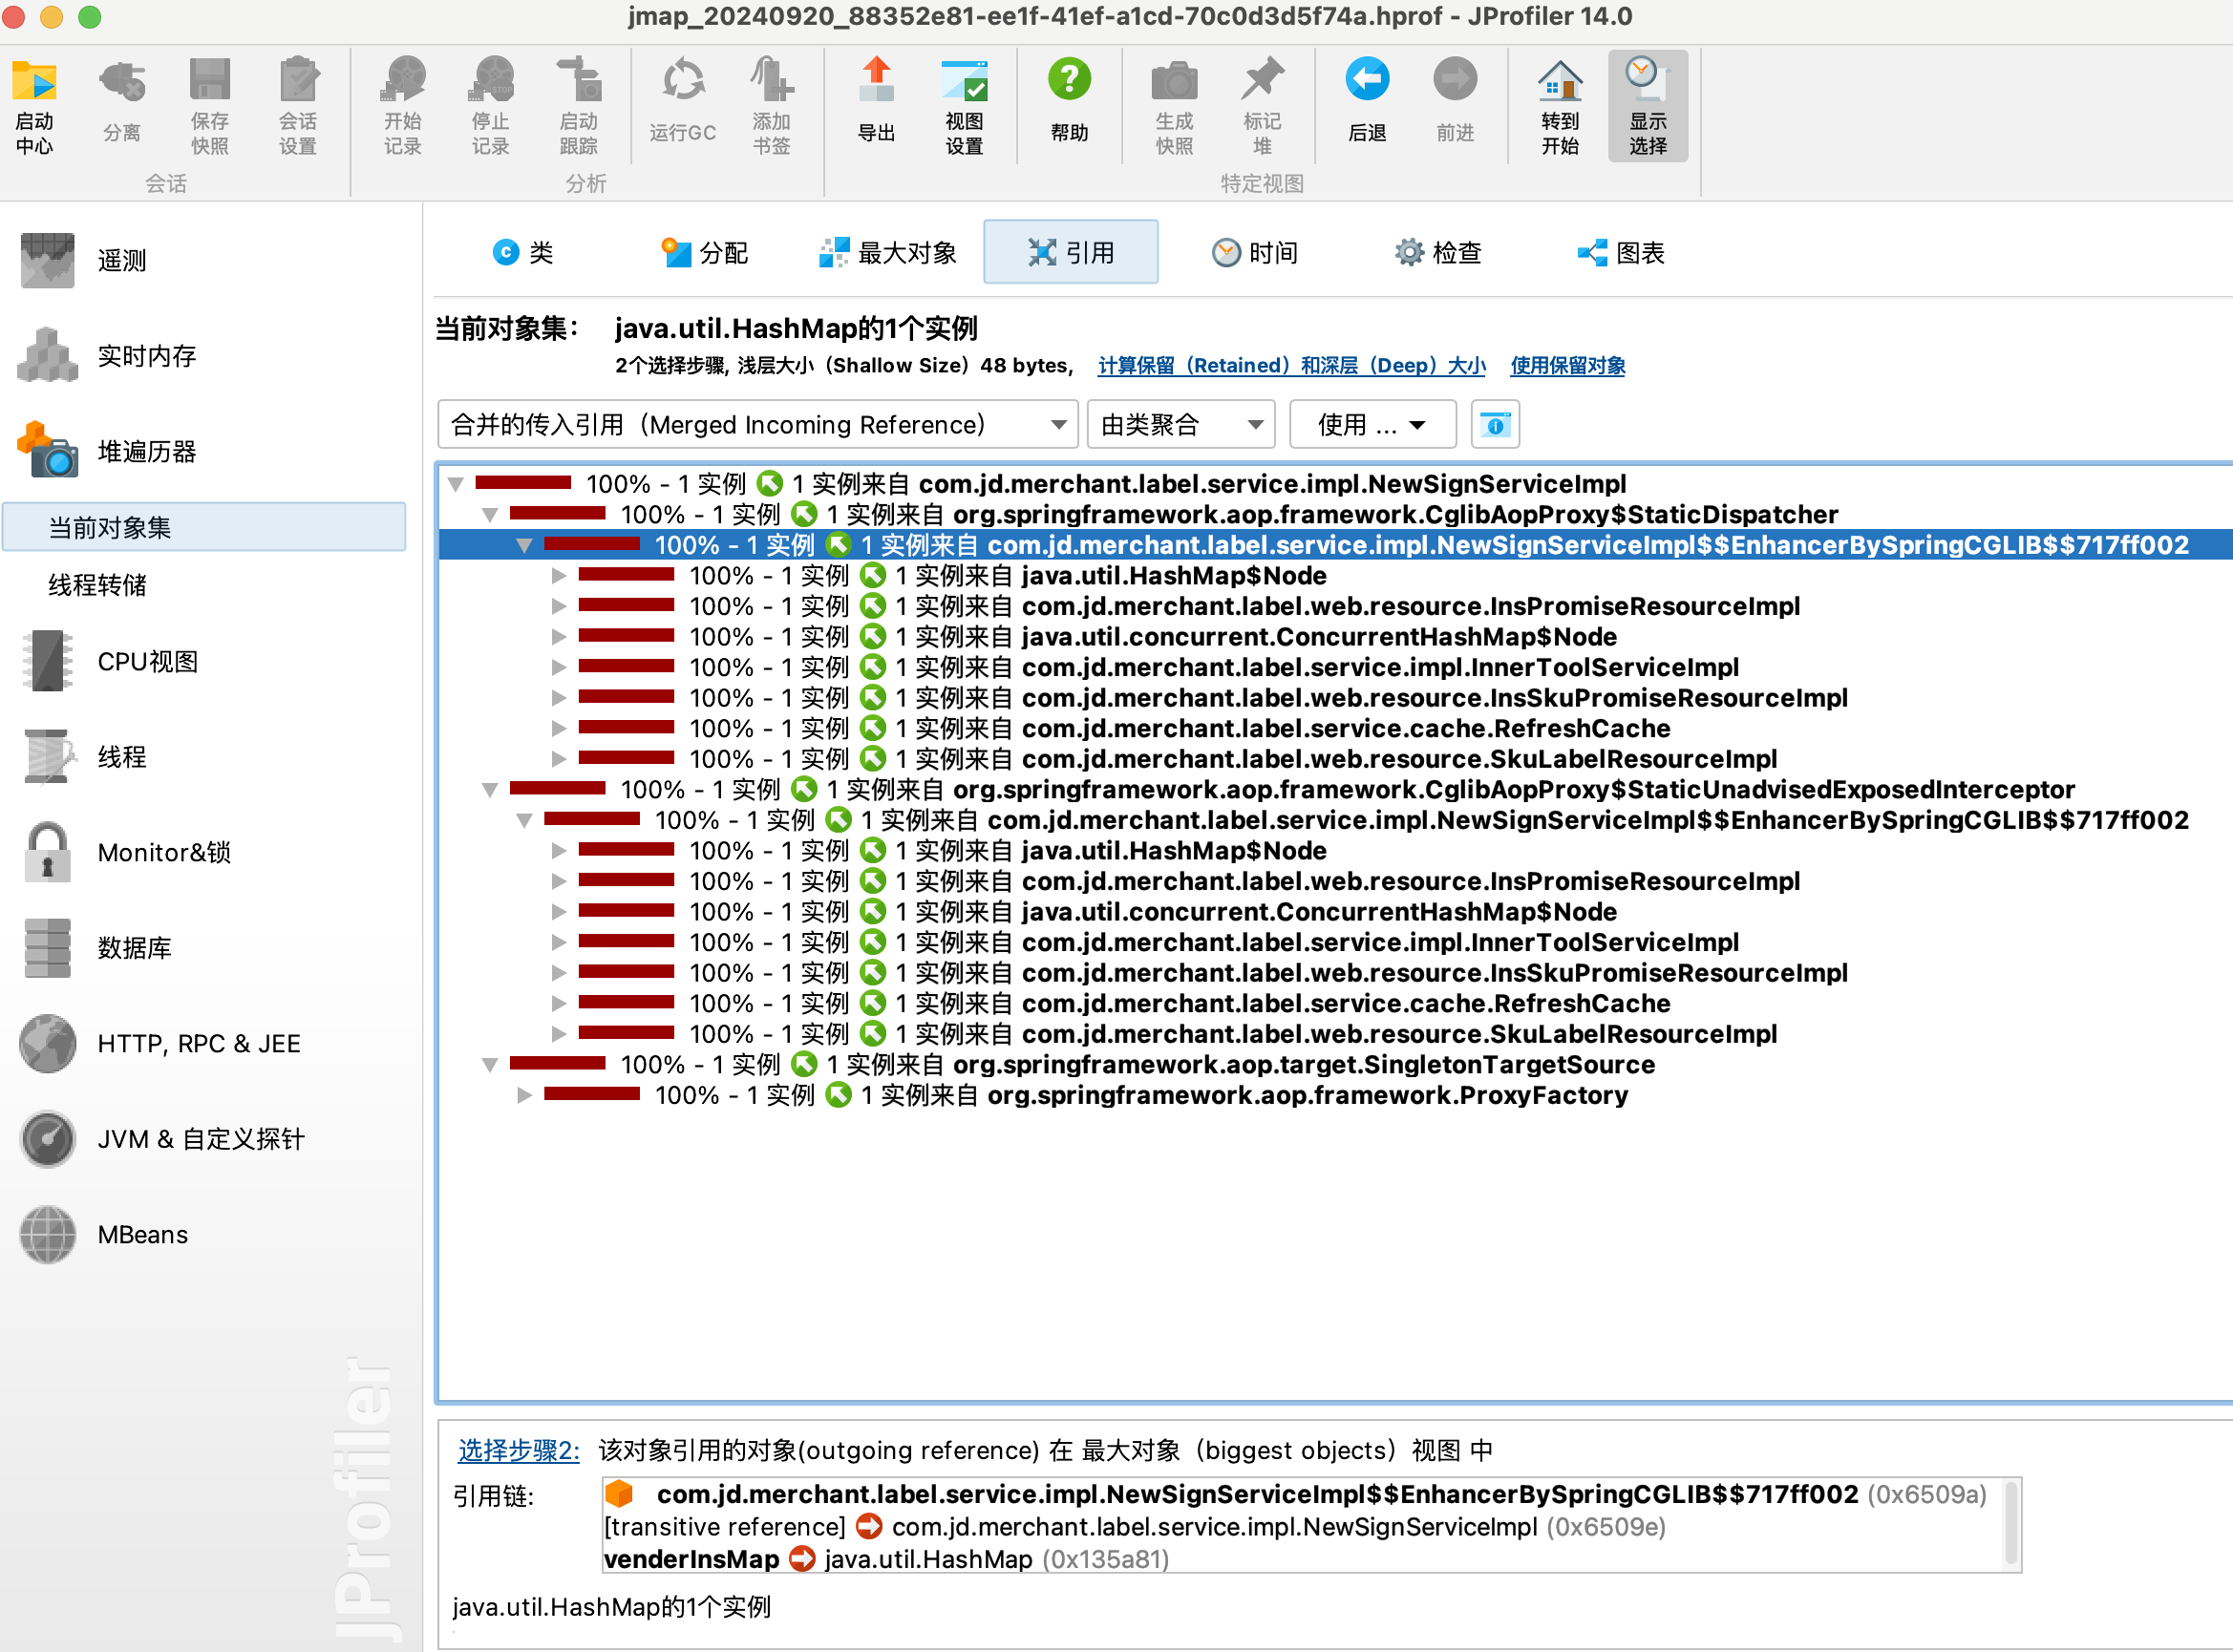 jmap_20240920_88352e81-ee1f-41ef-a1cd-70c0d3d5f74a.hprof - JProfiler 14.0
启动中心
分离
保存快照
会话设置
开始记录
停止记录
启动跟踪
运行GC
添加书签
导出
视图设置
帮助
生成快照
标记堆
后退
前进
转到开始
显示选择
会话
分析
特定视图
遥测
实时内存
堆遍历器
当前对象集
线程转储
CPU视图
线程
Monitor&锁
数据库
HTTP, RPC & JEE
JVM & 自定义探针
MBeans
JProfiler
类
分配
最大对象
引用
时间
检查
图表
当前对象集： java.util.HashMap的1个实例
2个选择步骤, 浅层大小（Shallow Size）48 bytes, 计算保留（Retained）和深层（Deep）大小 使用保留对象
合并的传入引用（Merged Incoming Reference） 由类聚合 使用 ...
100% - 1 实例 1 实例来自 com.jd.merchant.label.service.impl.NewSignServiceImpl
100% - 1 实例 1 实例来自 org.springframework.aop.framework.CglibAopProxy$StaticDispatcher
100% - 1 实例 1 实例来自 com.jd.merchant.label.service.impl.NewSignServiceImpl$$EnhancerBySpringCGLIB$$717ff002
100% - 1 实例 1 实例来自 java.util.HashMap$Node
100% - 1 实例 1 实例来自 com.jd.merchant.label.web.resource.InsPromiseResourceImpl
100% - 1 实例 1 实例来自 java.util.concurrent.ConcurrentHashMap$Node
100% - 1 实例 1 实例来自 com.jd.merchant.label.service.impl.InnerToolServiceImpl
100% - 1 实例 1 实例来自 com.jd.merchant.label.web.resource.InsSkuPromiseResourceImpl
100% - 1 实例 1 实例来自 com.jd.merchant.label.service.cache.RefreshCache
100% - 1 实例 1 实例来自 com.jd.merchant.label.web.resource.SkuLabelResourceImpl
100% - 1 实例 1 实例来自 org.springframework.aop.framework.CglibAopProxy$StaticUnadvisedExposedInterceptor
100% - 1 实例 1 实例来自 com.jd.merchant.label.service.impl.NewSignServiceImpl$$EnhancerBySpringCGLIB$$717ff002
100% - 1 实例 1 实例来自 java.util.HashMap$Node
100% - 1 实例 1 实例来自 com.jd.merchant.label.web.resource.InsPromiseResourceImpl
100% - 1 实例 1 实例来自 java.util.concurrent.ConcurrentHashMap$Node
100% - 1 实例 1 实例来自 com.jd.merchant.label.service.impl.InnerToolServiceImpl
100% - 1 实例 1 实例来自 com.jd.merchant.label.web.resource.InsSkuPromiseResourceImpl
100% - 1 实例 1 实例来自 com.jd.merchant.label.service.cache.RefreshCache
100% - 1 实例 1 实例来自 com.jd.merchant.label.web.resource.SkuLabelResourceImpl
100% - 1 实例 1 实例来自 org.springframework.aop.target.SingletonTargetSource
100% - 1 实例 1 实例来自 org.springframework.aop.framework.ProxyFactory
选择步骤2: 该对象引用的对象(outgoing reference) 在 最大对象（biggest objects）视图 中
引用链: com.jd.merchant.label.service.impl.NewSignServiceImpl$$EnhancerBySpringCGLIB$$717ff002 (0x6509a)
[transitive reference] com.jd.merchant.label.service.impl.NewSignServiceImpl (0x6509e)
venderInsMap java.util.HashMap (0x135a81)
java.util.HashMap的1个实例